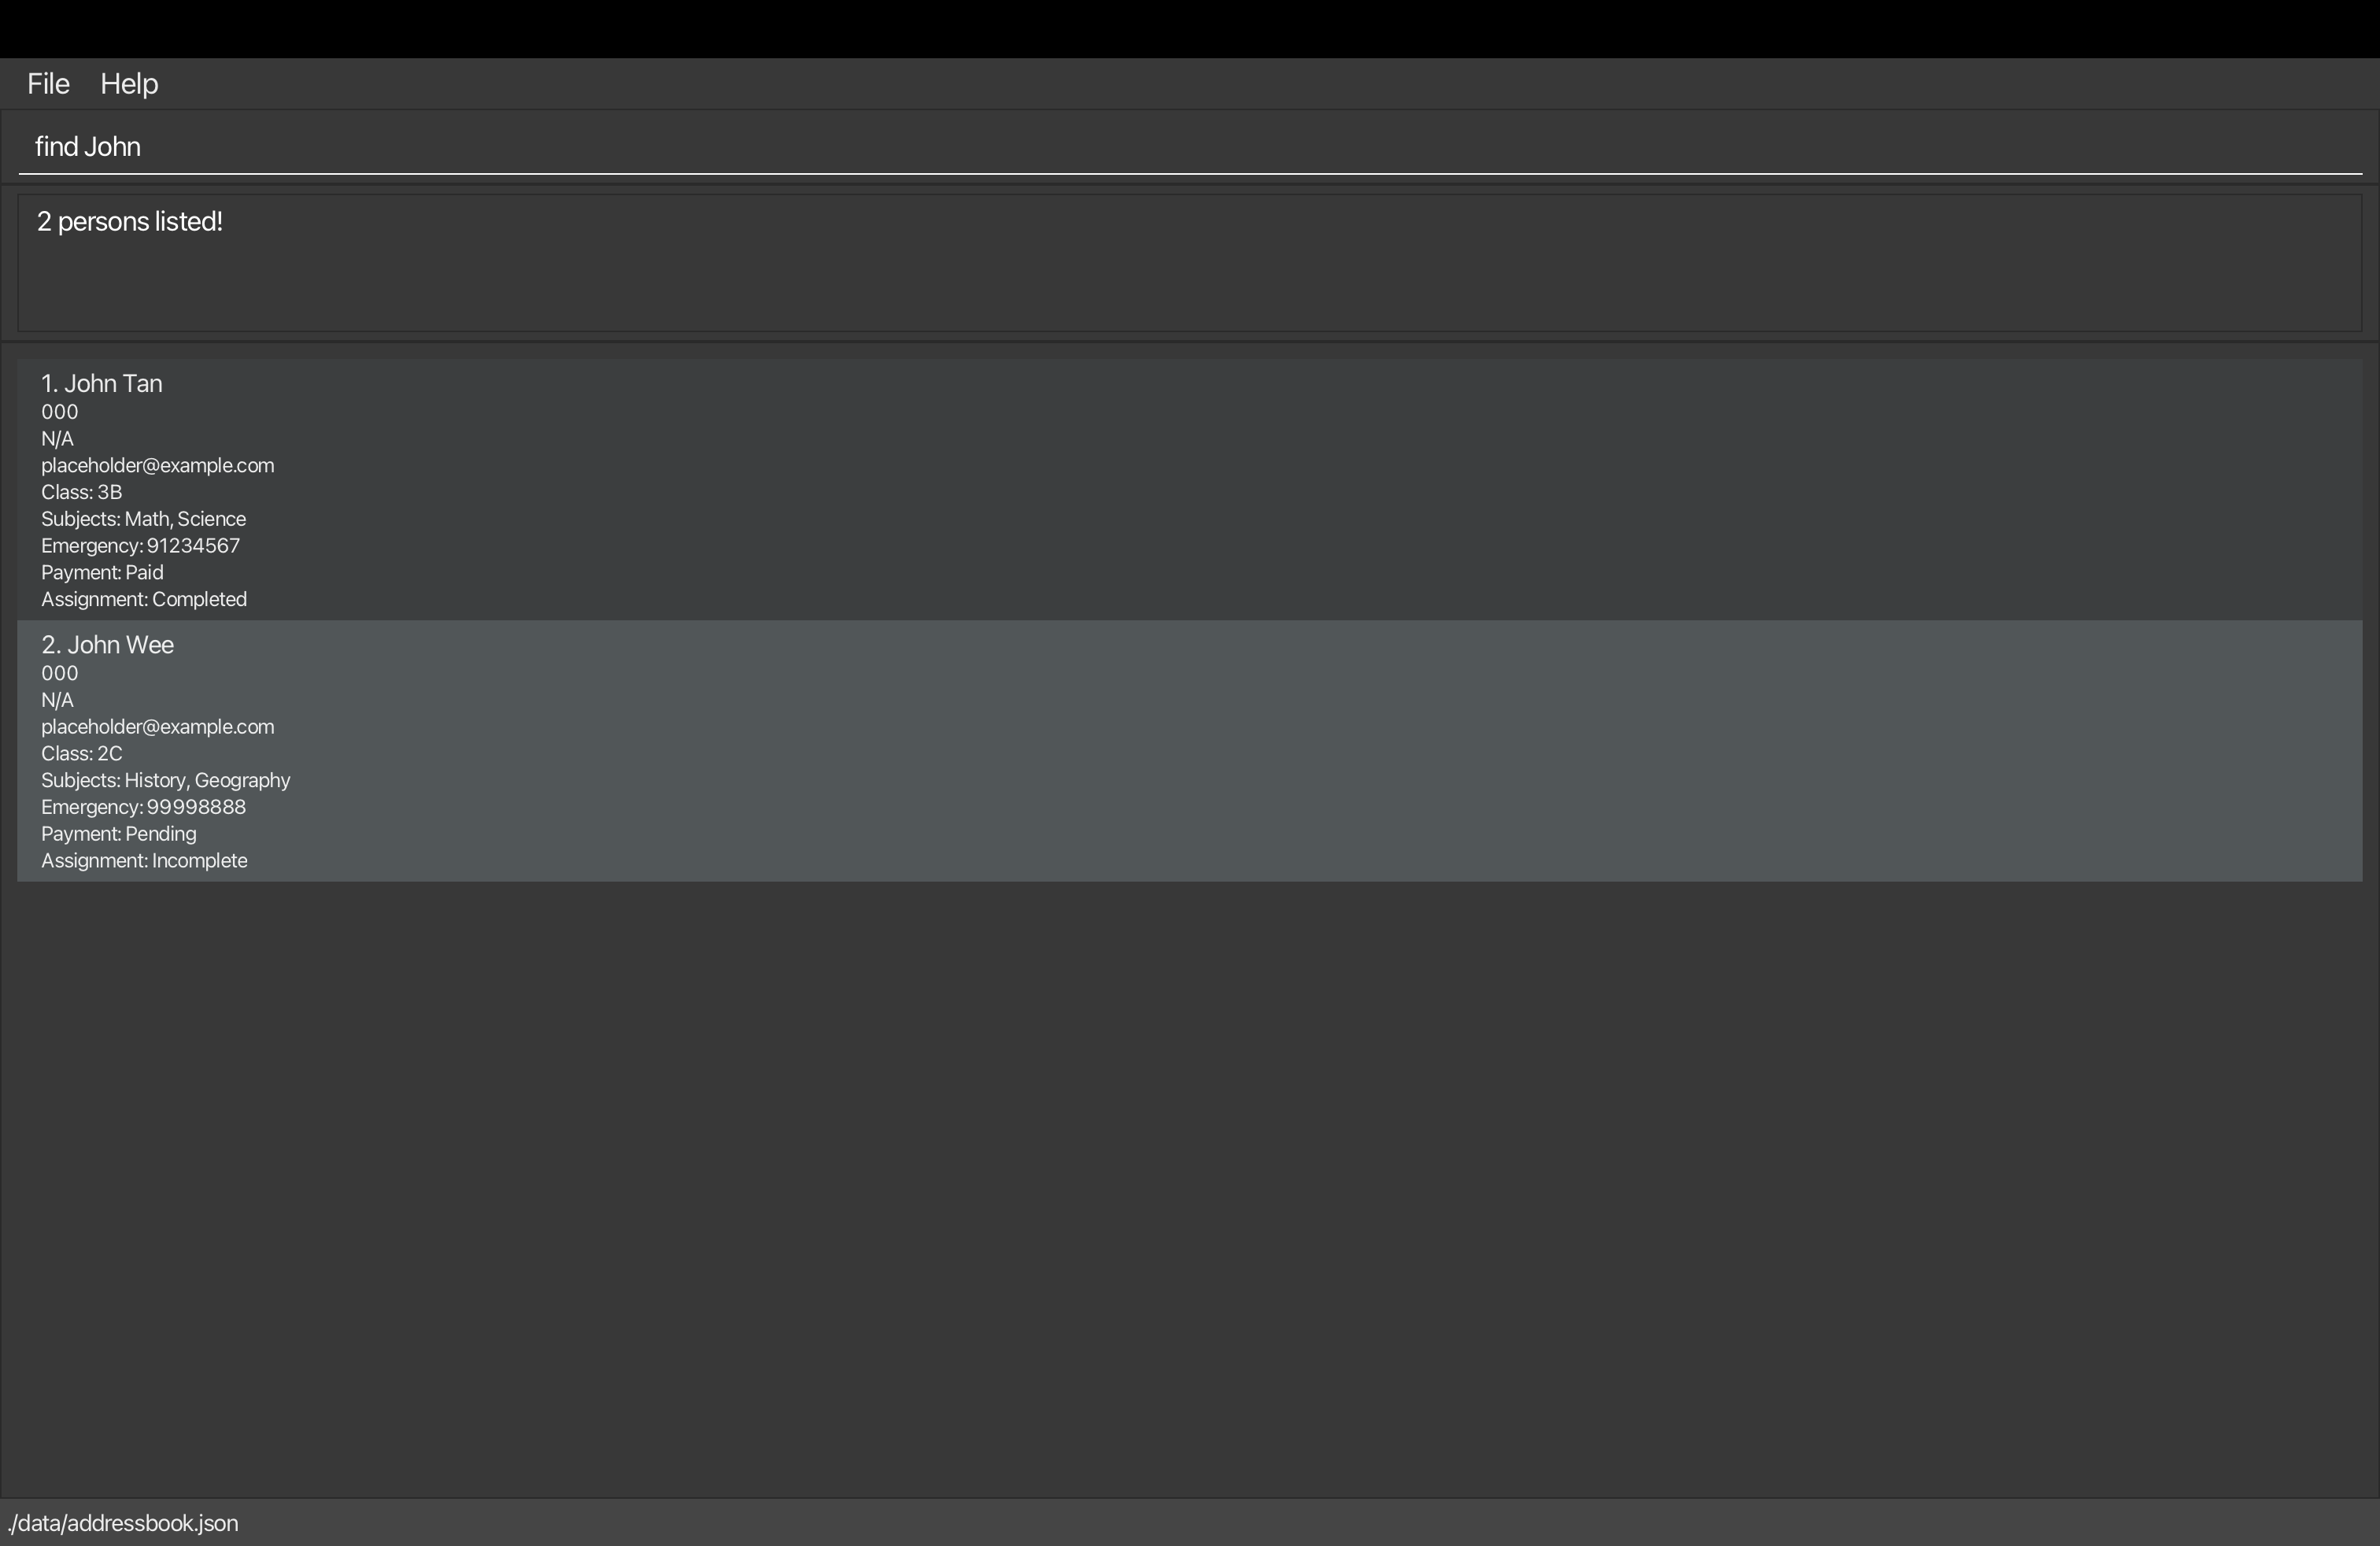 File Help
find John
2 persons listed!
1. John Tan
000
N/A
placeholder@example.com
Class: 3B
Subjects: Math, Science
Emergency: 91234567
Payment: Paid
Assignment: Completed
2. John Wee
000
N/A
placeholder@example.com
Class: 2C
Subjects: History, Geography
Emergency: 99998888
Payment: Pending
Assignment: Incomplete
./data/addressbook.json